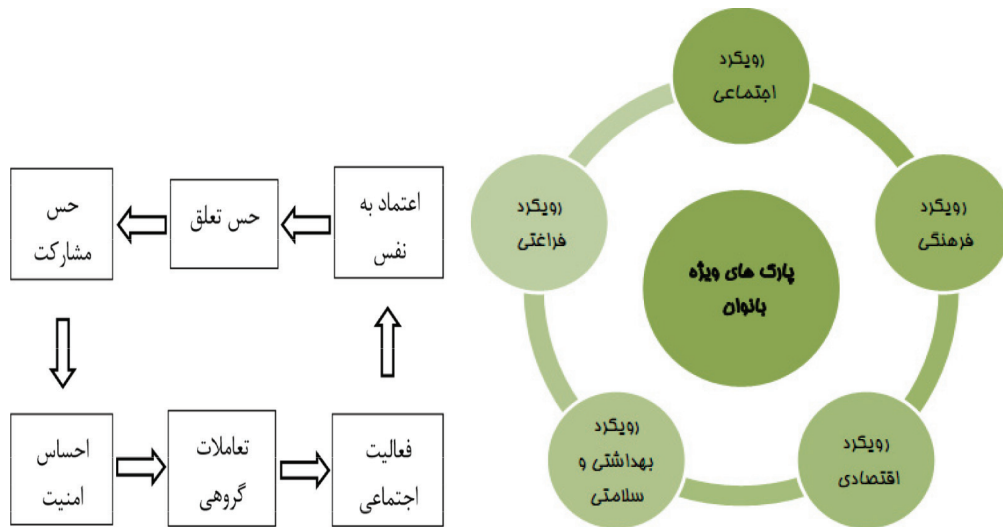 اعتماد به
نفس
حس تعلق
حس
مشارکت
احساس
امنیت
تعاملات
گروهی
فعالیت
اجتماعی
رویکرد
اجتماعی
رویکرد
فرهنگی
رویکرد
اقتصادی
رویکرد
بهداشتی و
سلامتی
رویکرد
فراغتی
پارک های ویژه
بانوان